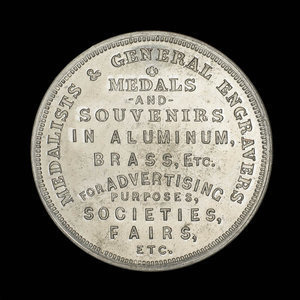 MEDALISTS & GENERAL ENGRAVERS
MEDALS
-AND-
SOUVENIRS
IN ALUMINUM,
BRASS, ETC.
FOR ADVERTISING
PURPOSES,
SOCIETIES,
FAIRS,
ETC.